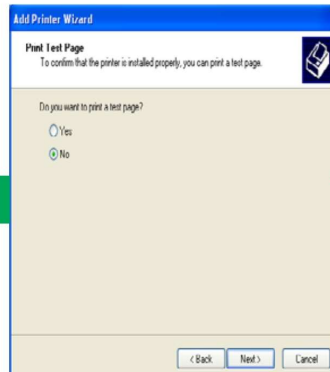 Add Printer Wizard
Print Test Page
To confirm that the printer is installed properly, you can print a test page.
Do you want to print a test page?
Yes
No
< Back
Next >
Cancel